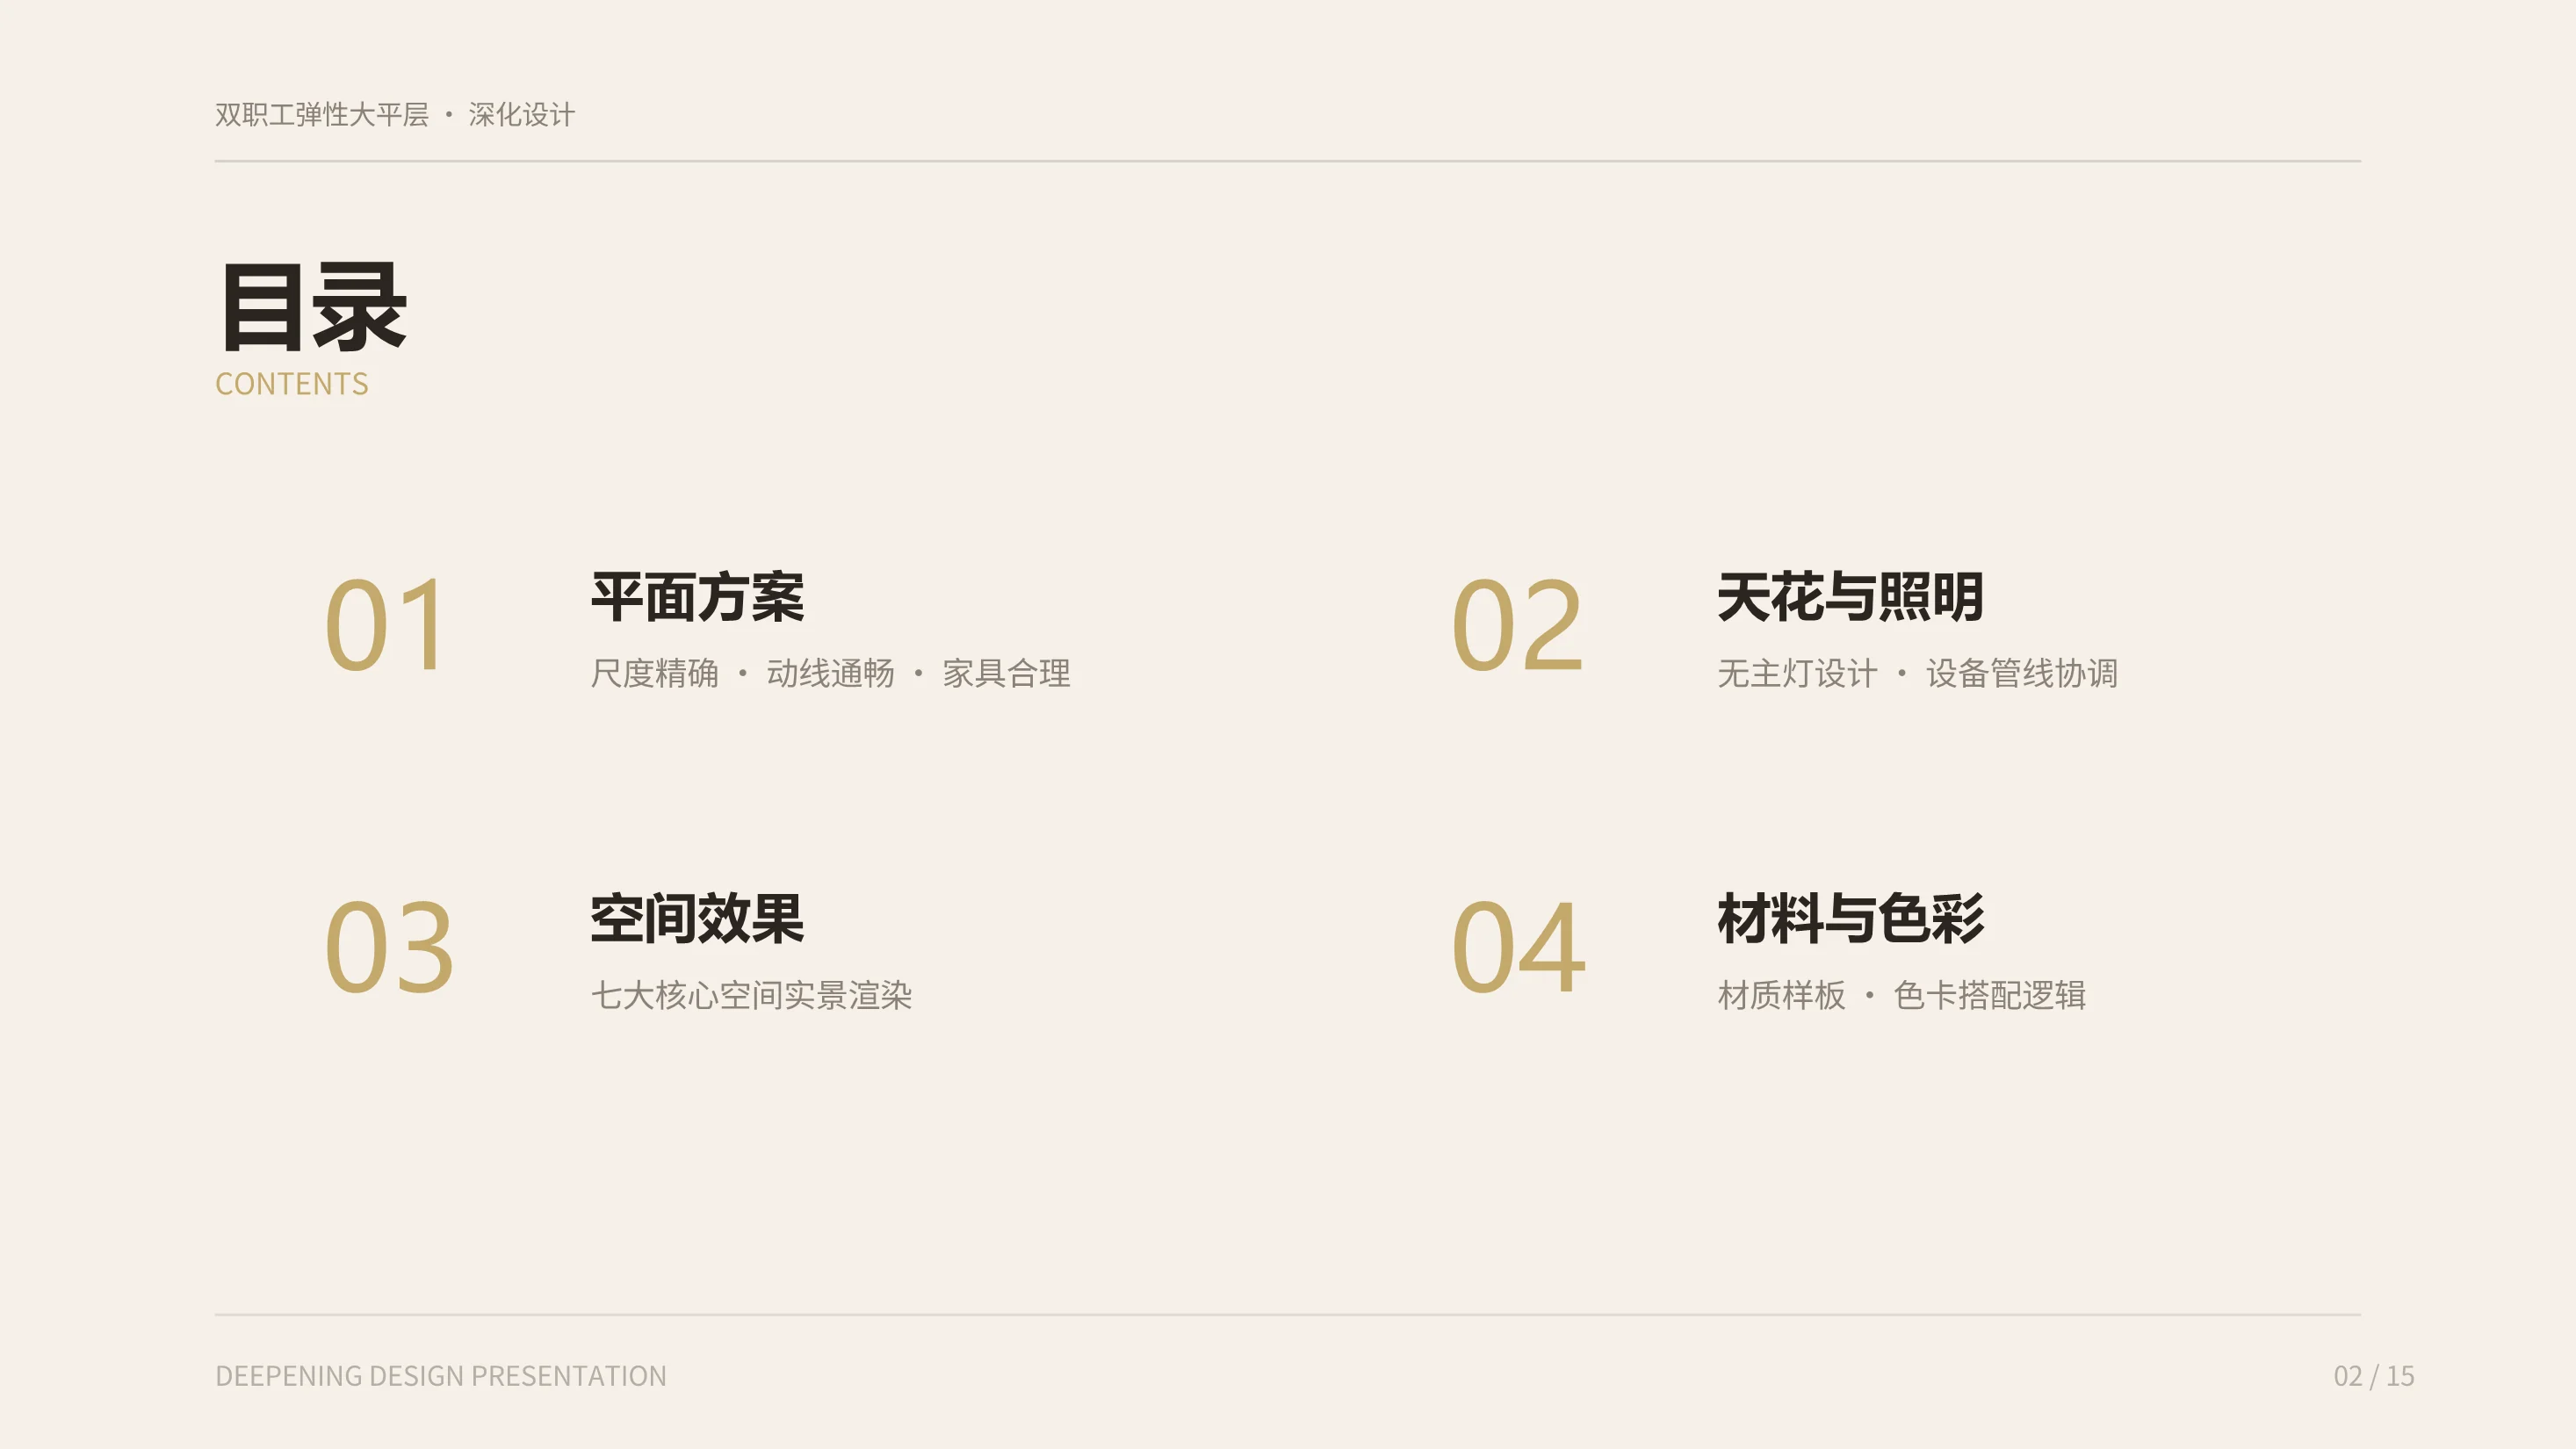 双职工弹性大平层 · 深化设计
目录
CONTENTS
01
平面方案
尺度精确 · 动线通畅 · 家具合理
02
天花与照明
无主灯设计 · 设备管线协调
03
空间效果
七大核心空间实景渲染
04
材料与色彩
材质样板 · 色卡搭配逻辑
DEEPENING DESIGN PRESENTATION
02 / 15